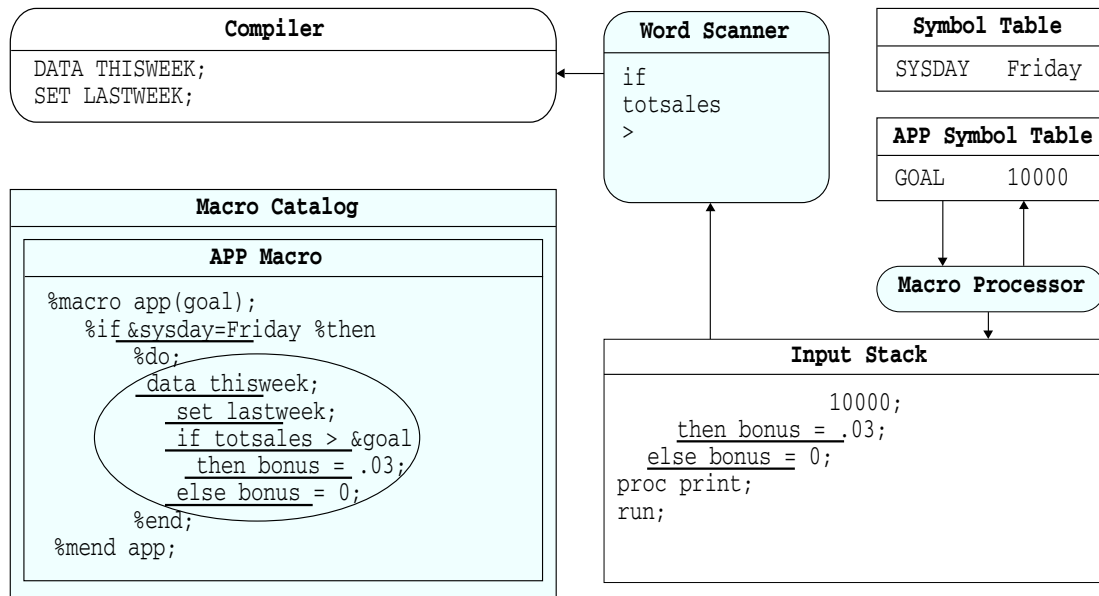 Compiler
DATA THISWEEK;
SET LASTWEEK;
Word Scanner
if
totsales
>
Symbol Table
SYSDAY Friday
APP Symbol Table
GOAL 10000
Macro Processor
Macro Catalog
APP Macro
%macro app(goal);
%if &sysday=Friday %then
%do;
data thisweek;
set lastweek;
if totsales > &goal
then bonus = .03;
else bonus = 0;
%end;
%mend app;
Input Stack
10000;
then bonus = .03;
else bonus = 0;
proc print;
run;